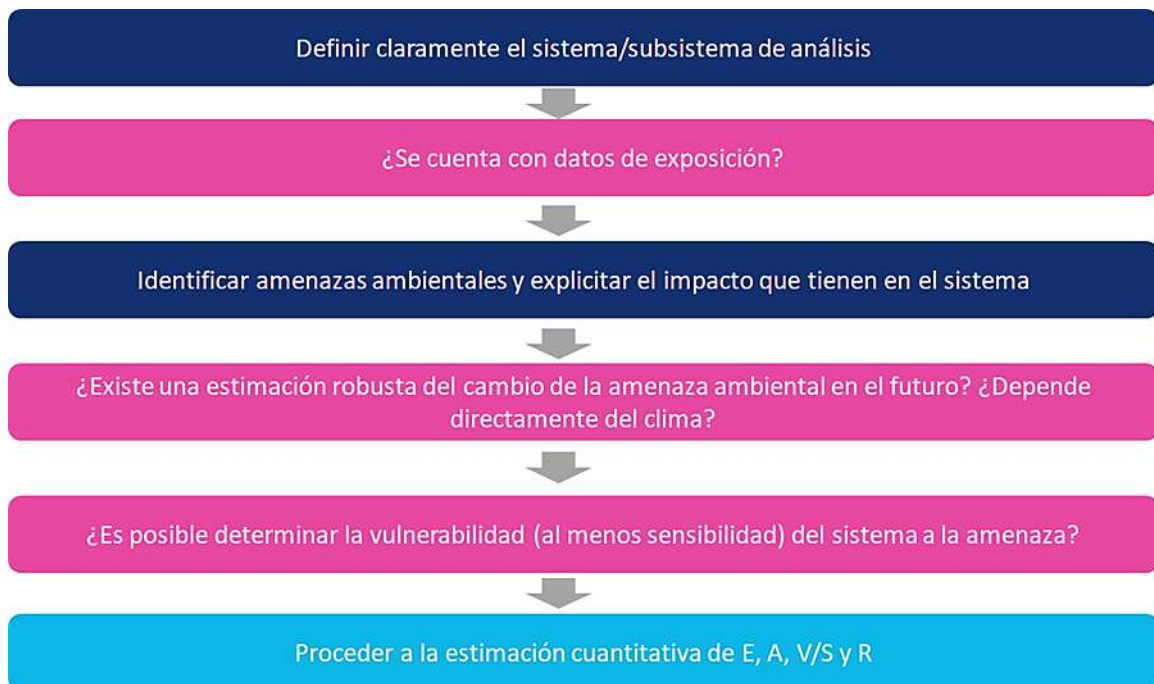 Definir claramente el sistema/subsistema de análisis
¿Se cuenta con datos de exposición?
Identificar amenazas ambientales y explicitar el impacto que tienen en el sistema
¿Existe una estimación robusta del cambio de la amenaza ambiental en el futuro? ¿Depende
directamente del clima?
¿Es posible determinar la vulnerabilidad (al menos sensibilidad) del sistema a la amenaza?
Proceder a la estimación cuantitativa de E, A, V/S y R